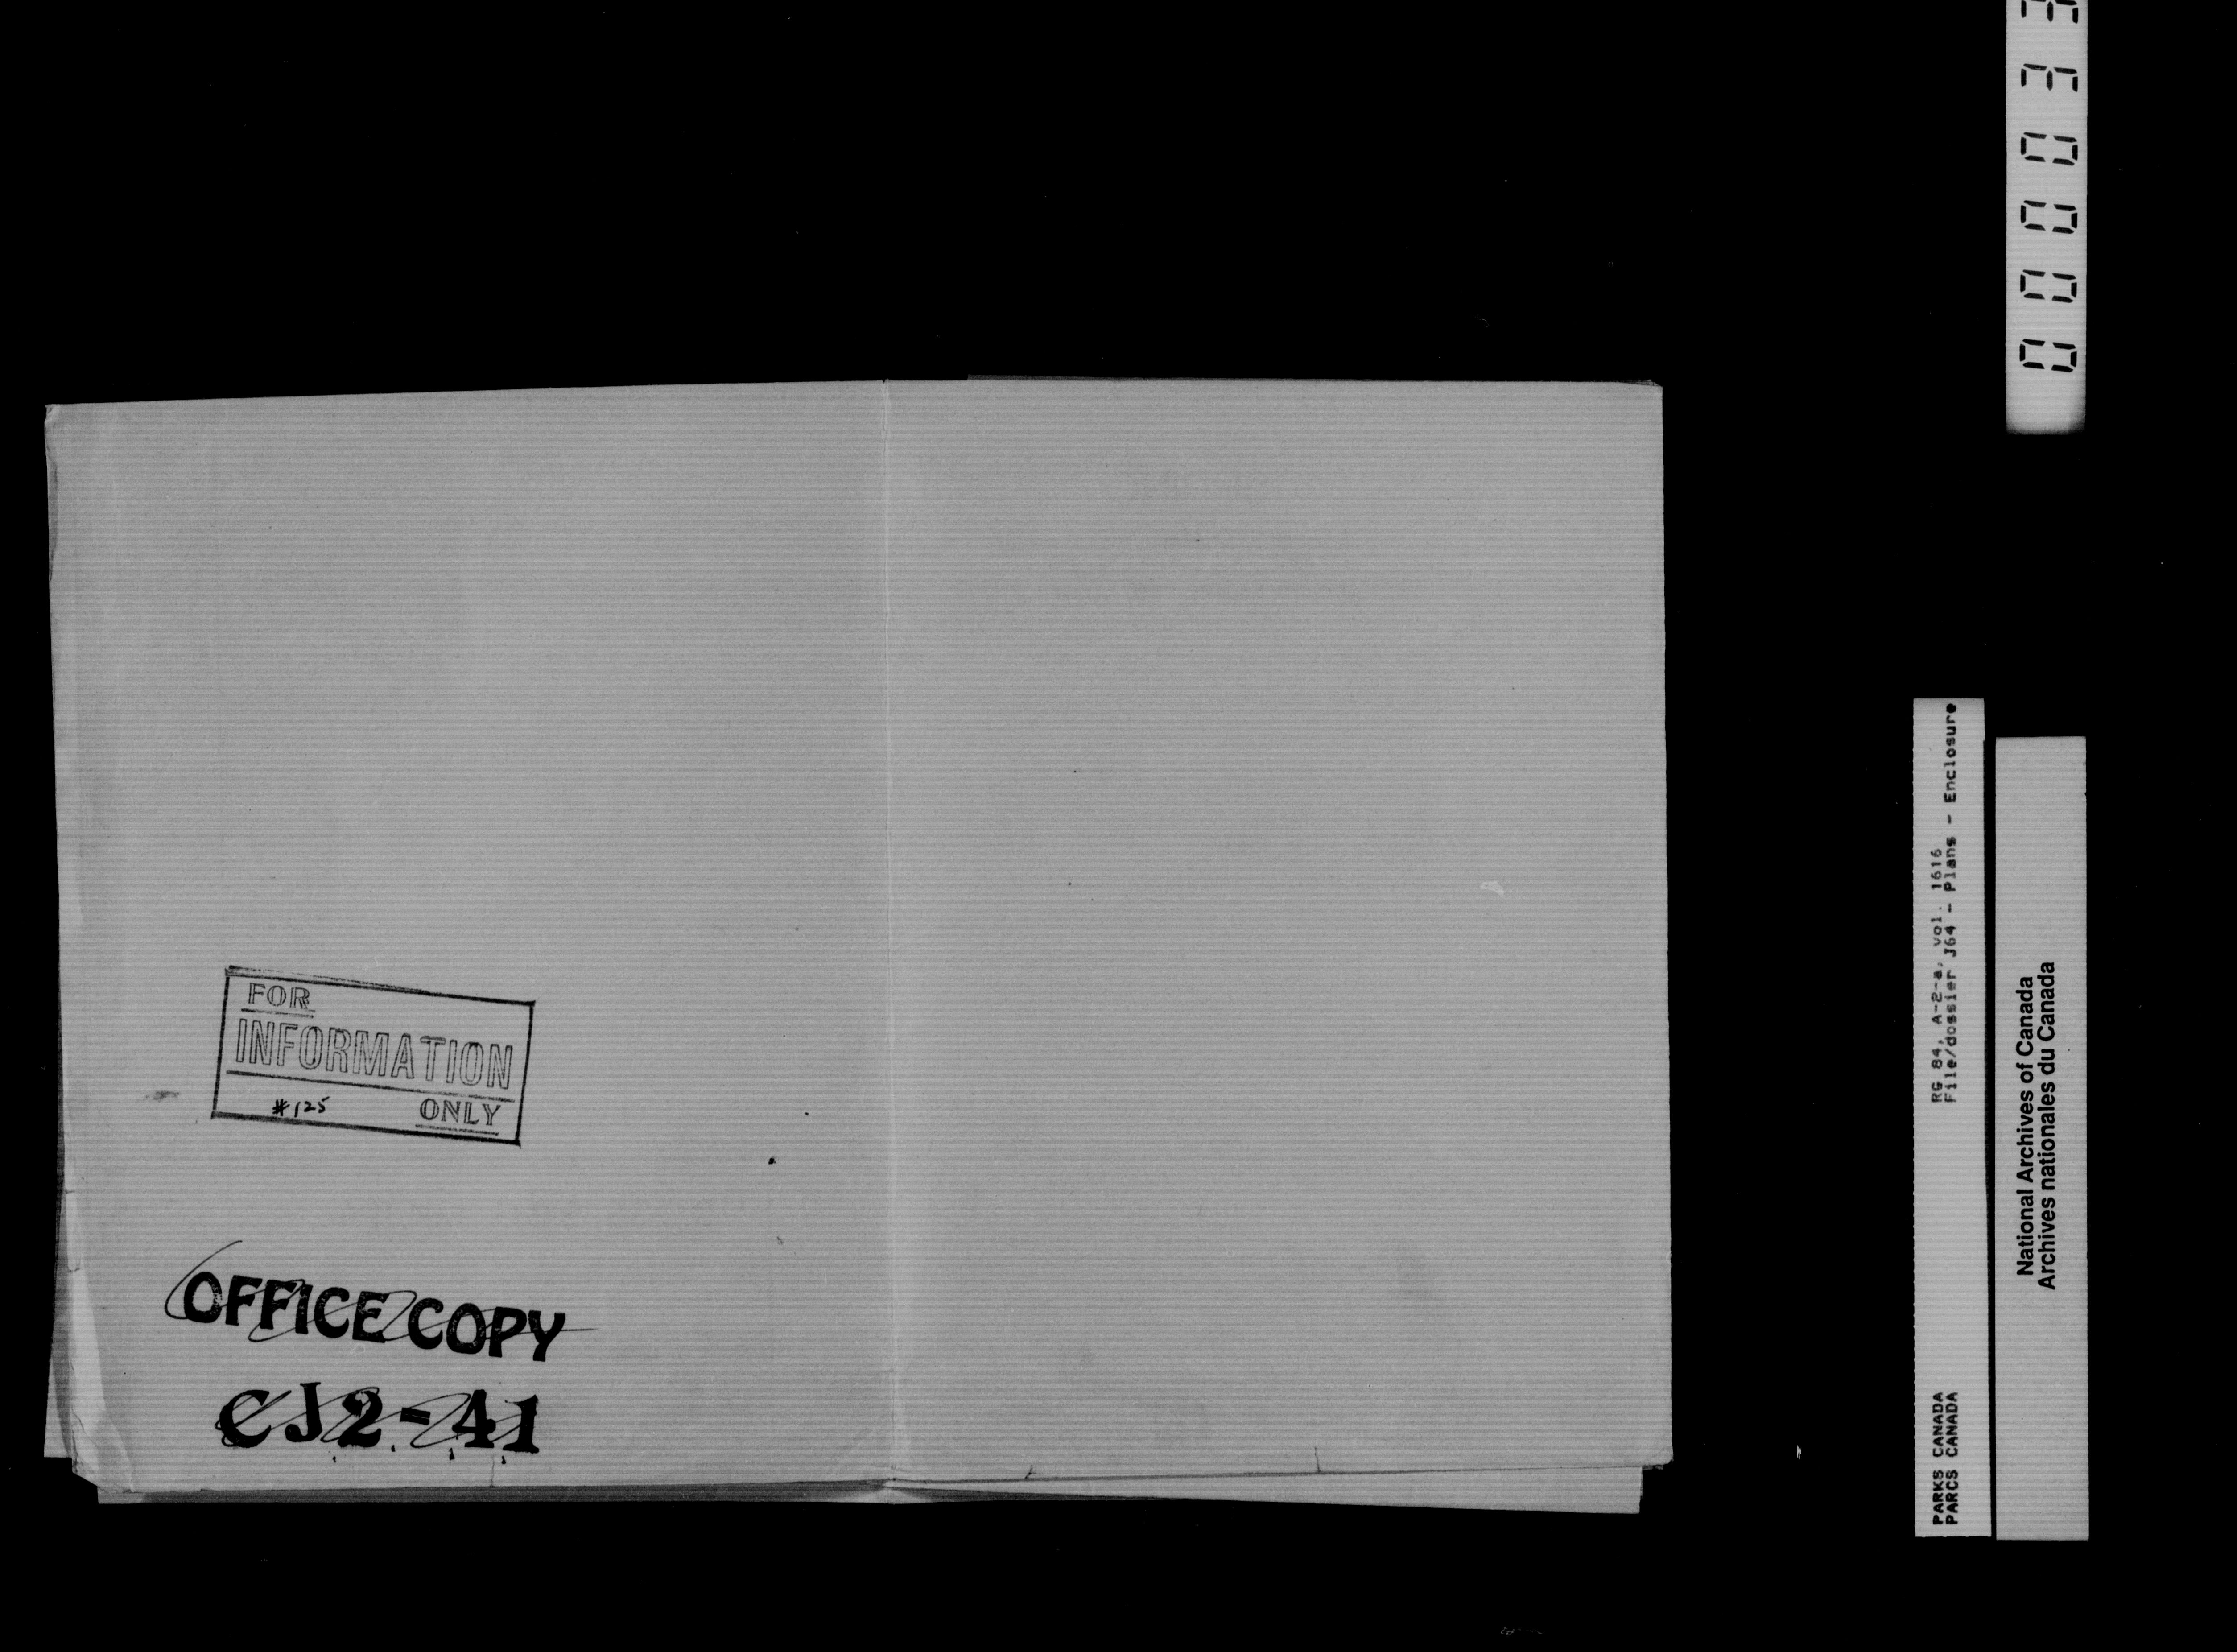 FOR
INFORMATION
#125 ONLY
OFFICE COPY
CJ2-41
PARKS CANADA
PARCS CANADA
RG 84, A-2-a, vol. 1616
File/dossier J64 - Plans - Enclosure
National Archives of Canada
Archives nationales du Canada